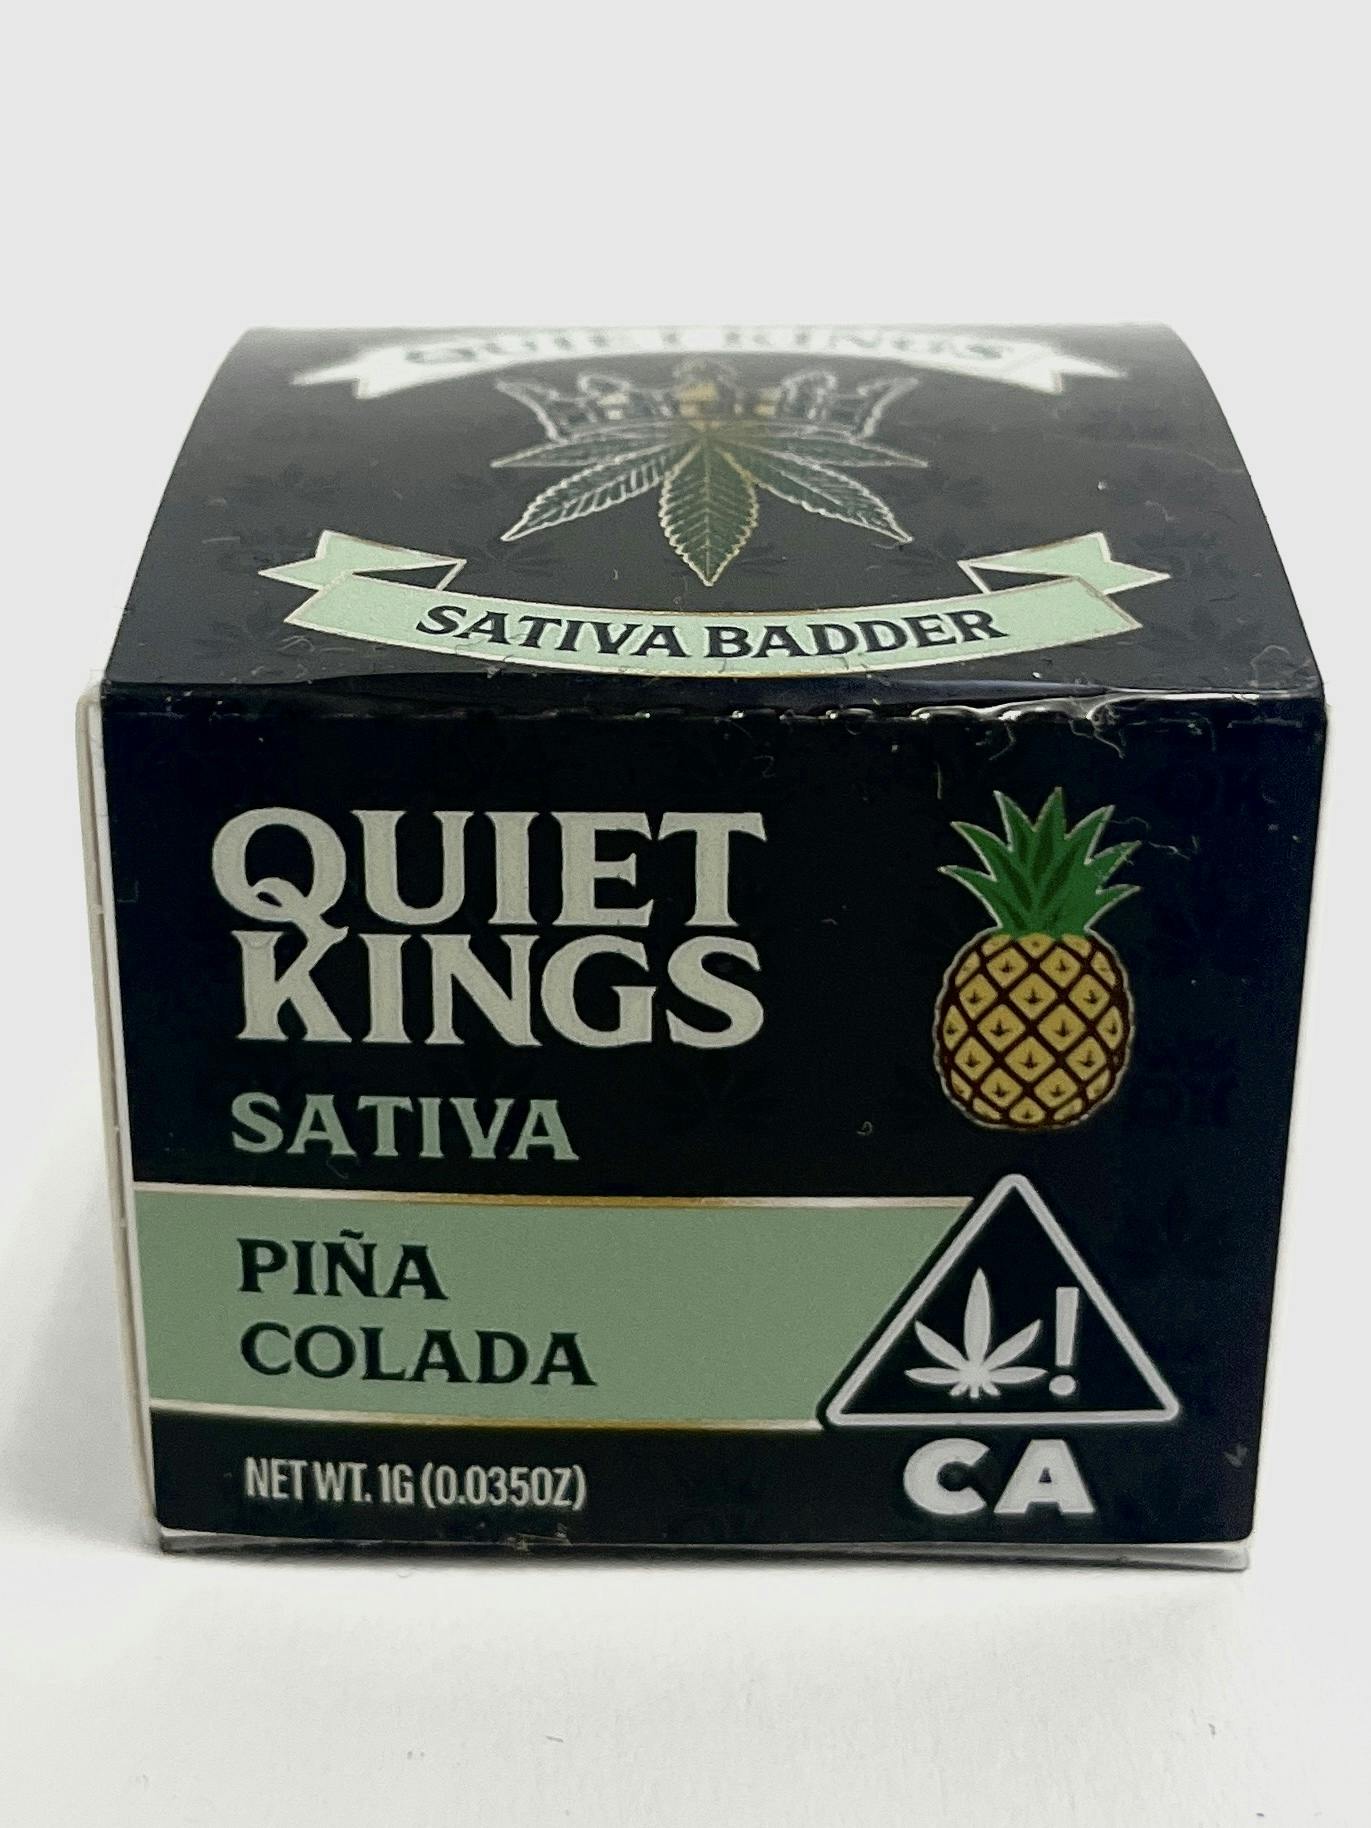 QUIET KINGS
SATIVA BADDER
QUIET
KINGS
SATIVA
PIÑA
COLADA
NET WT. 1G (0.035OZ)
!
CA